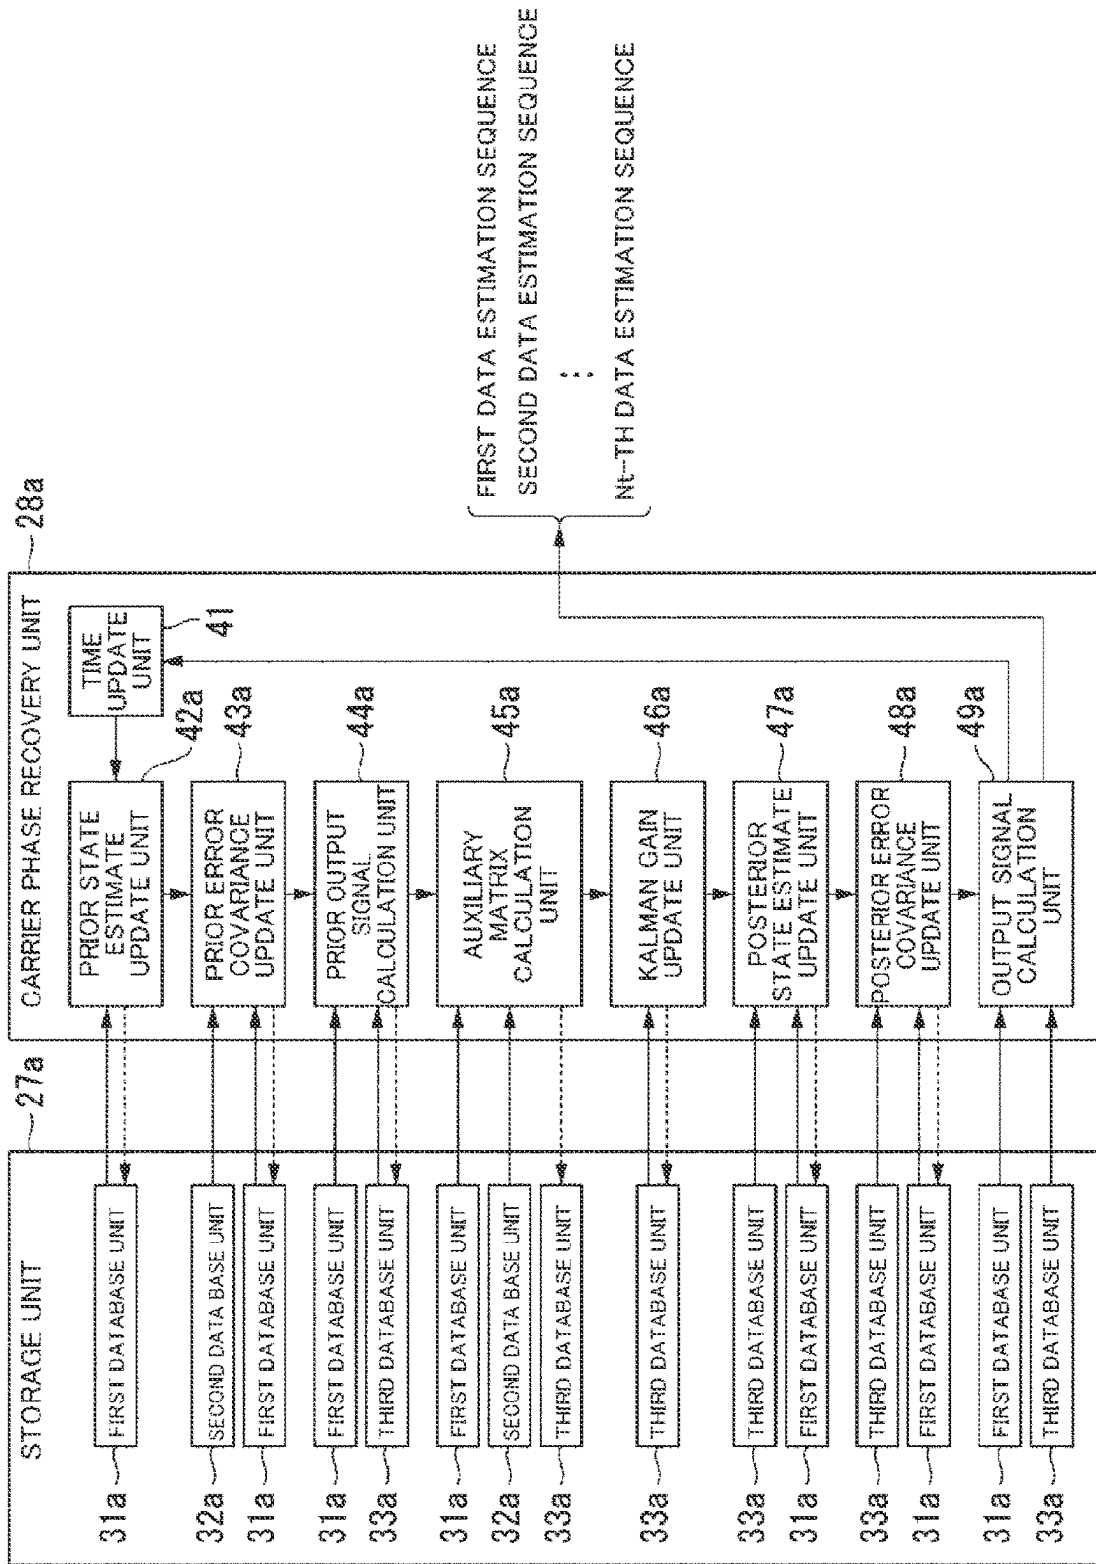 STORAGE UNIT
27a
31a
FIRST DATABASE UNIT
32a
SECOND DATA BASE UNIT
31a
FIRST DATABASE UNIT
31a
FIRST DATABASE UNIT
33a
THIRD DATABASE UNIT
31a
FIRST DATABASE UNIT
32a
SECOND DATA BASE UNIT
33a
THIRD DATABASE UNIT
33a
THIRD DATABASE UNIT
33a
THIRD DATABASE UNIT
31a
FIRST DATABASE UNIT
33a
THIRD DATABASE UNIT
31a
FIRST DATABASE UNIT
31a
FIRST DATABASE UNIT
33a
THIRD DATABASE UNIT
CARRIER PHASE RECOVERY UNIT
28a
TIME
UPDATE
UNIT
41
PRIOR STATE
ESTIMATE
UPDATE UNIT
42a
PRIOR ERROR
COVARIANCE
UPDATE UNIT
43a
PRIOR OUTPUT
SIGNAL
CALCULATION UNIT
44a
AUXILIARY
MATRIX
CALCULATION
UNIT
45a
KALMAN GAIN
UPDATE UNIT
46a
POSTERIOR
STATE ESTIMATE
UPDATE UNIT
47a
POSTERIOR ERROR
COVARIANCE
UPDATE UNIT
48a
OUTPUT SIGNAL
CALCULATION
UNIT
49a
FIRST DATA ESTIMATION SEQUENCE
SECOND DATA ESTIMATION SEQUENCE
⋮
Nt-TH DATA ESTIMATION SEQUENCE